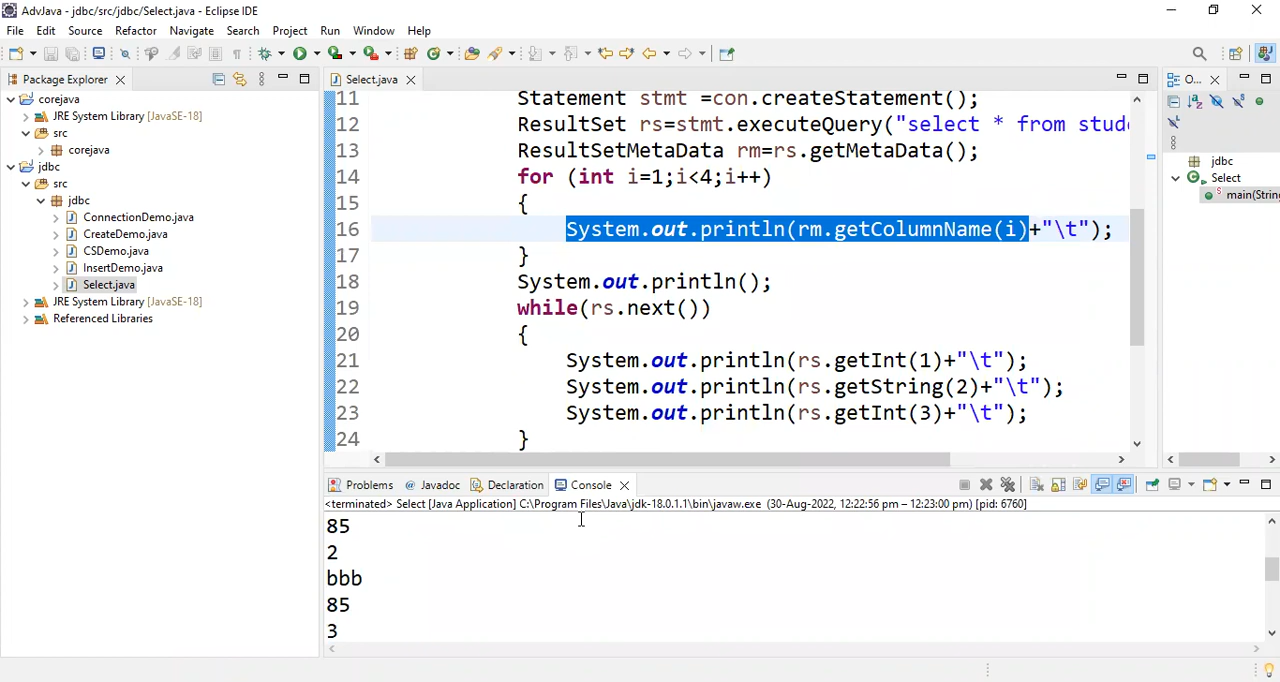 AdvJava - jdbc/src/jdbc/Select.java - Eclipse IDE
File Edit Source Refactor Navigate Search Project Run Window Help
Package Explorer
corejava
JRE System Library [JavaSE-18]
src
corejava
jdbc
src
jdbc
ConnectionDemo.java
CreateDemo.java
CSDemo.java
InsertDemo.java
Select.java
JRE System Library [JavaSE-18]
Referenced Libraries
Select.java
11 Statement stmt =con.createStatement();
12 ResultSet rs=stmt.executeQuery("select * from stude
13 ResultSetMetaData rm=rs.getMetaData();
14 for (int i=1;i<4;i++)
15 {
16 System.out.println(rm.getColumnName(i)+"\t");
17 }
18 System.out.println();
19 while(rs.next())
20 {
21 System.out.println(rs.getInt(1)+"\t");
22 System.out.println(rs.getString(2)+"\t");
23 System.out.println(rs.getInt(3)+"\t");
24 }
O...
jdbc
Select
main(String
Problems Javadoc Declaration Console
<terminated> Select [Java Application] C:\Program Files\Java\jdk-18.0.1.1\bin\javaw.exe (30-Aug-2022, 12:22:56 pm – 12:23:00 pm) [pid: 6760]
85
2
bbb
85
3